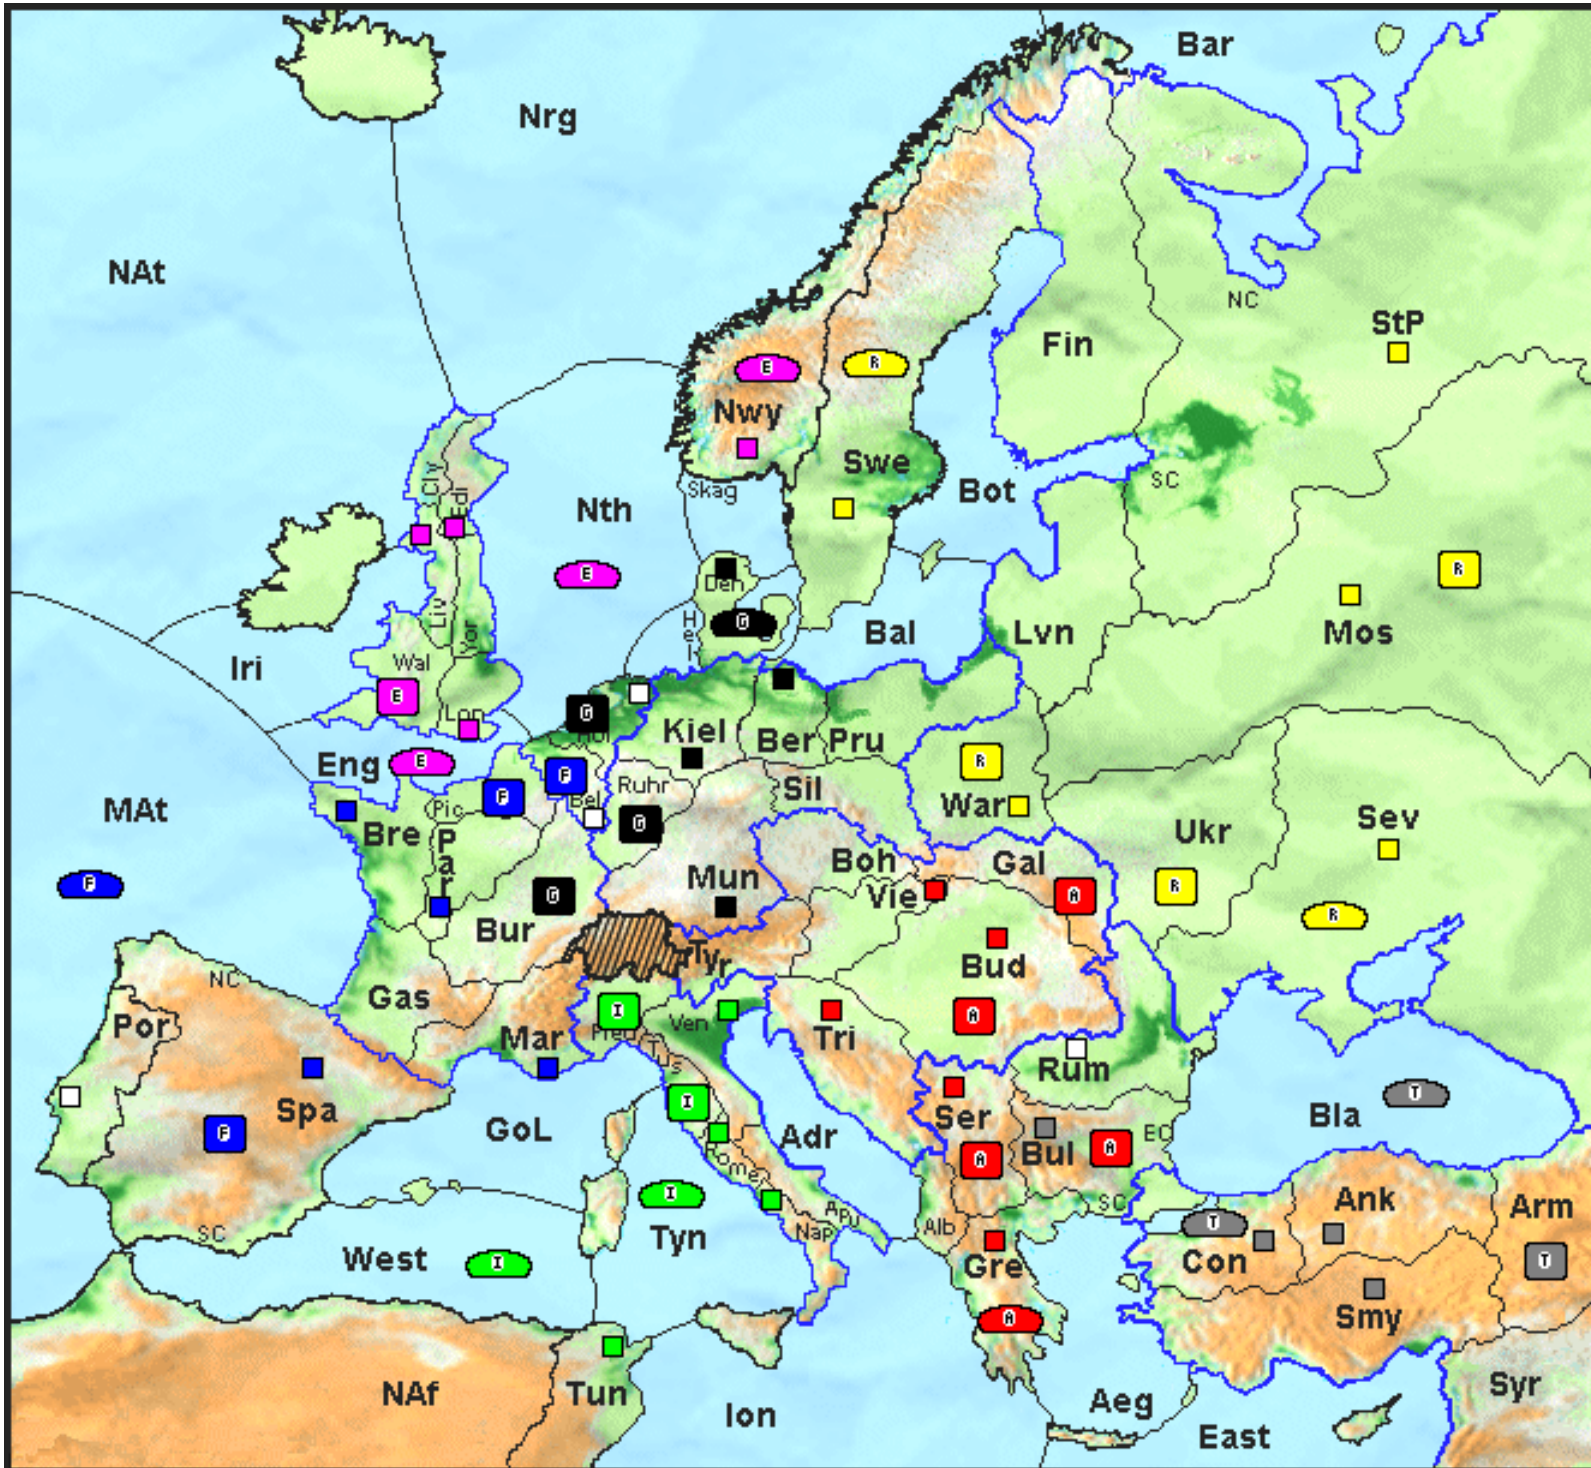 Bar
Nrg
NAt
NC
StP
Fin
E
R
Nwy
Swe
Cly
Edi
Skag
Bot
SC
Nth
E
Den
R
Hel
G
Liv
Yor
Bal
Lvn
Mos
Iri
Wal
E
Lon
G
Hol
Kiel
Ber
Pru
R
Eng
E
F
F
Ruhr
Sil
War
MAt
Pic
Bel
Bre
Par
G
Boh
Gal
Ukr
Sev
F
G
Mun
Vie
A
R
R
Bur
Tyr
Bud
NC
Gas
Por
I
Pied
Ven
A
Mar
Tus
Tri
Rum
Spa
I
Ser
T
Bla
F
GoL
Adr
Bul
A
EC
Rome
A
I
Tyn
Apu
SC
Ank
Arm
SC
Nap
Alb
T
West
I
Gre
Con
T
A
Smy
NAf
Tun
Ion
Aeg
Syr
East